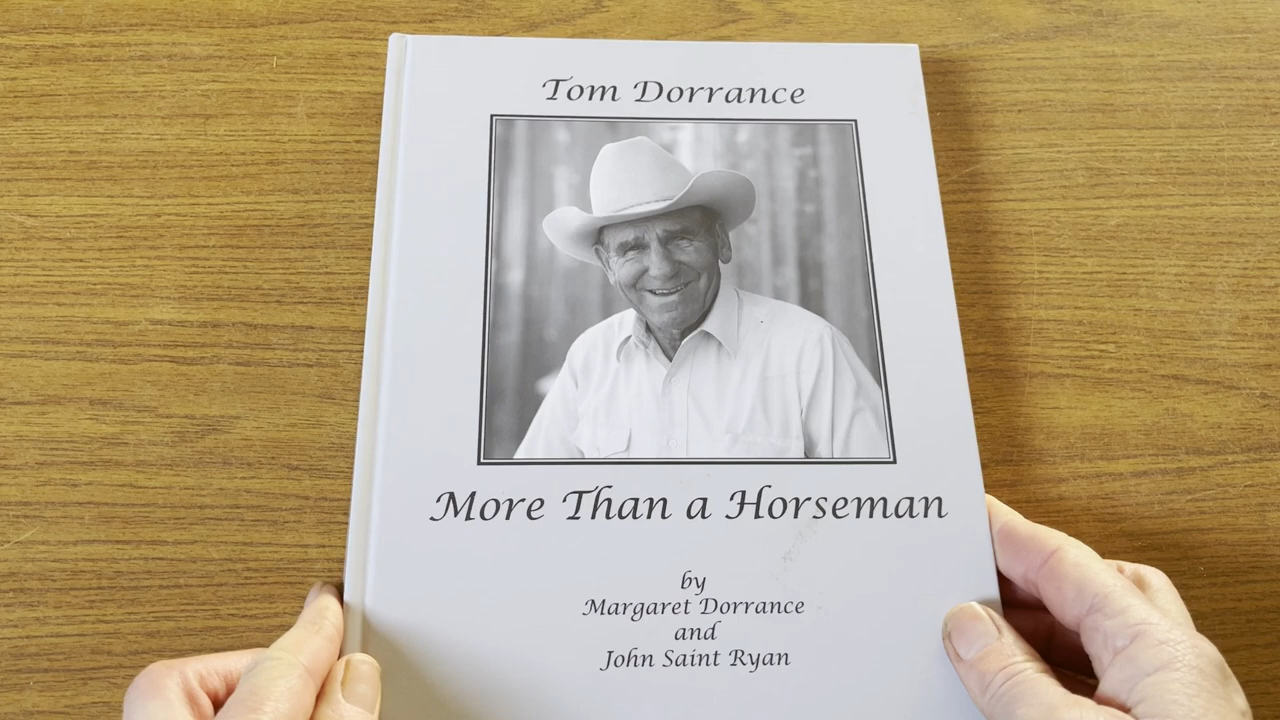 Tom Dorrance
More Than a Horseman
by
Margaret Dorrance
and
John Saint Ryan